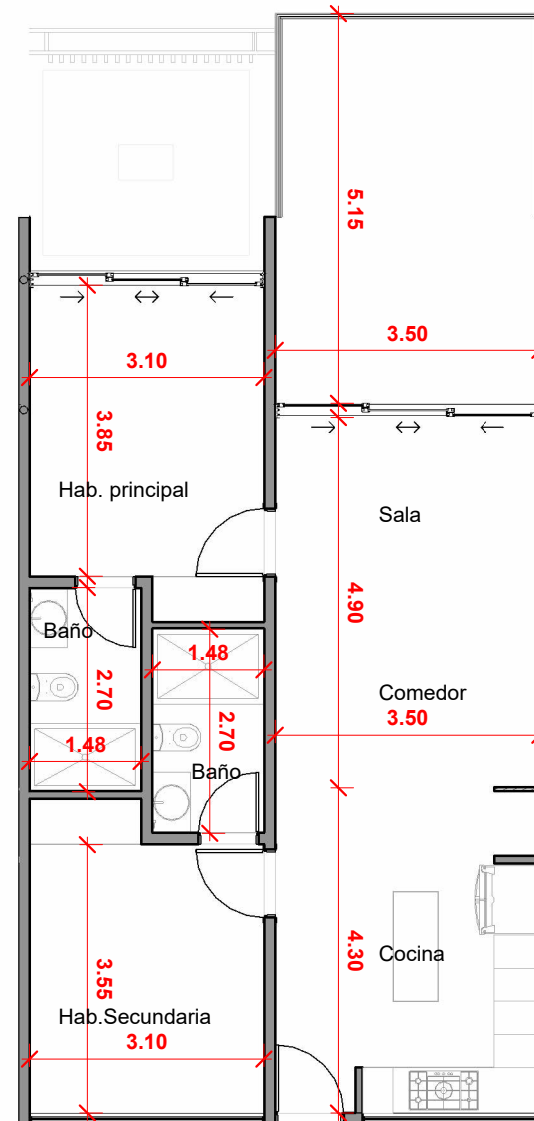 5.15
3.50
3.10
3.85
Hab. principal
Sala
4.90
Baño
1.48
2.70
Comedor
3.50
2.70
1.48
Baño
4.30
Cocina
3.55
Hab.Secundaria
3.10